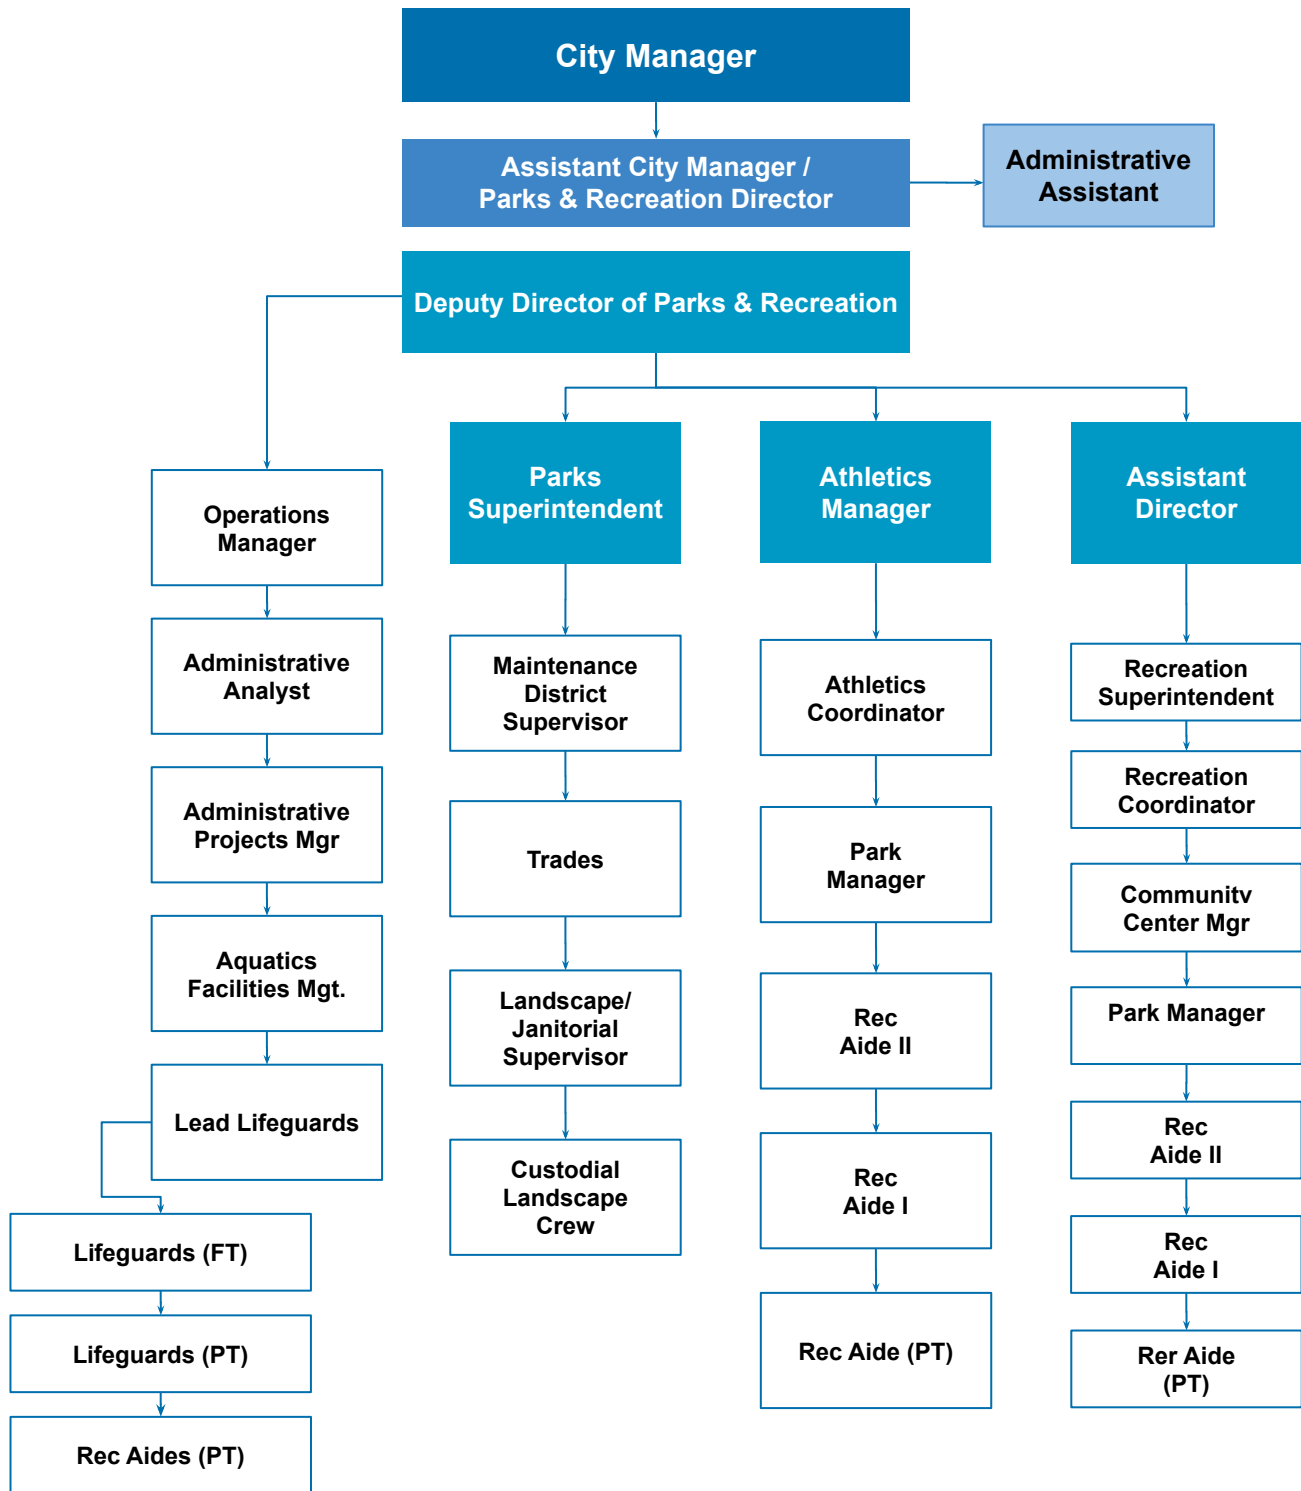 City Manager
Assistant City Manager /
Parks & Recreation Director
Administrative
Assistant
Deputy Director of Parks & Recreation
Operations
Manager
Administrative
Analyst
Administrative
Projects Mgr
Aquatics
Facilities Mgt.
Lead Lifeguards
Lifeguards (FT)
Lifeguards (PT)
Rec Aides (PT)
Parks
Superintendent
Maintenance
District
Supervisor
Trades
Landscape/
Janitorial
Supervisor
Custodial
Landscape
Crew
Athletics
Manager
Athletics
Coordinator
Park
Manager
Rec
Aide II
Rec
Aide I
Rec Aide (PT)
Assistant
Director
Recreation
Superintendent
Recreation
Coordinator
Communitv
Center Mgr
Park Manager
Rec
Aide II
Rec
Aide I
Rer Aide
(PT)